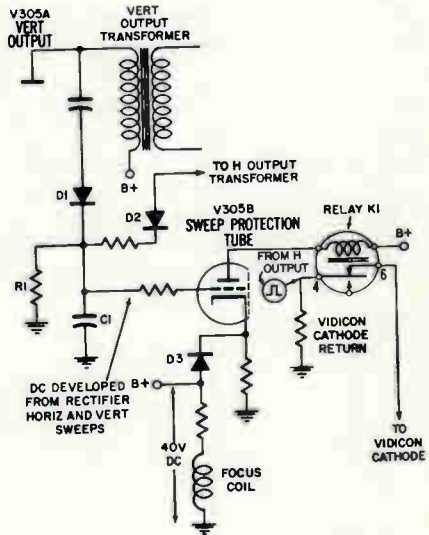 V305A
VERT
OUTPUT
VERT
OUTPUT
TRANSFORMER
B+
TO H OUTPUT
TRANSFORMER
D1
D2
V305B
SWEEP PROTECTION
TUBE
RELAY K1
B+
FROM H
OUTPUT
4
6
R1
C1
VIDICON
CATHODE
RETURN
D3
DC DEVELOPED
FROM RECTIFIER
HORIZ AND VERT
SWEEPS
B+
40V
DC
FOCUS
COIL
TO
VIDICON
CATHODE